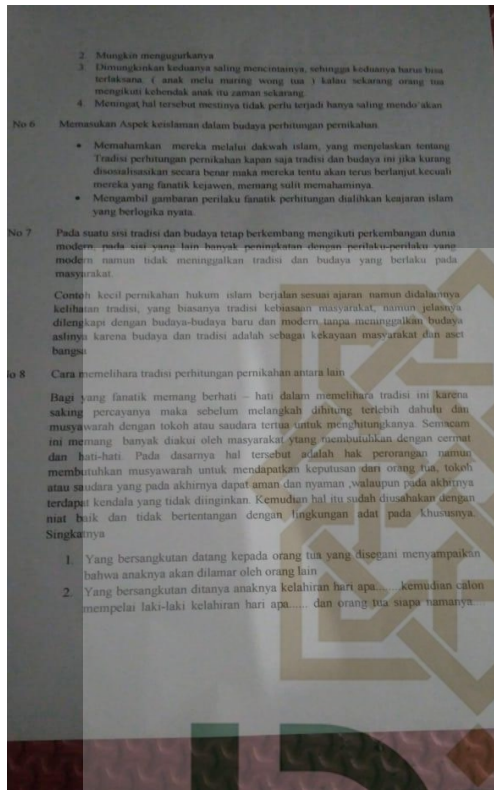 2. Mungkin mengugurkanya
3. Dimungkinkan keduanya saling mencintainya, sehingga keduanya harus bisa
terlaksana. ( anak melu maring wong tua ) kalau sekarang orang tua
mengikuti kehendak anak itu zaman sekarang.
4. Mengingat hal tersebut mestinya tidak perlu terjadi hanya saling mendo'akan
No 6 Memasukan Aspek keislaman dalam budaya perhitungan pernikahan.
• Memahamkan mereka melalui dakwah islam, yang menjelaskan tentang
Tradisi perhitungan pernikahan kapan saja tradisi dan budaya ini jika kurang
disosialisasikan secara benar maka mereka tentu akan terus berlanjut kecuali
mereka yang fanatik kejawen, memang sulit memahaminya.
• Mengambil gambaran perilaku fanatik perhitungan dialihkan keajaran islam
yang berlogika nyata.
No 7 Pada suatu sisi tradisi dan budaya tetap berkembang mengikuti perkembangan dunia
modern, pada sisi yang lain banyak peningkatan dengan perilaku-perilaku yang
modern namun tidak meninggalkan tradisi dan budaya yang berlaku pada
masyarakat.
Contoh kecil pernikahan hukum islam berjalan sesuai ajaran namun didalamnya
kelihatan tradisi, yang biasanya tradisi kebiasaan masyarakat, namun jelasnya
dilengkapi dengan budaya-budaya baru dan modern tanpa meninggalkan budaya
aslinya karena budaya dan tradisi adalah sebagai kekayaan masyarakat dan aset
bangsa
No 8 Cara memelihara tradisi perhitungan pernikahan antara lain
Bagi yang fanatik memang berhati – hati dalam memelihara tradisi ini karena
saking percayanya maka sebelum melangkah dihitung terlebih dahulu dan
musyawarah dengan tokoh atau saudara tertua untuk menghitungkanya. Semacam
ini memang banyak diakui oleh masyarakat ytang membutuhkan dengan cermat
dan hati-hati. Pada dasarnya hal tersebut adalah hak perorangan namun
membutuhkan musyawarah untuk mendapatkan keputusan dari orang tua, tokoh
atau saudara yang pada akhirnya dapat aman dan nyaman ,walaupun pada akhirnya
terdapat kendala yang tidak diinginkan. Kemudian hal itu sudah diusahakan dengan
niat baik dan tidak bertentangan dengan lingkungan adat pada khususnya.
Singkatnya
1. Yang bersangkutan datang kepada orang tua yang disegani menyampaikan
bahwa anaknya akan dilamar oleh orang lain
2. Yang bersangkutan ditanya anaknya kelahiran hari apa.......kemudian calon
mempelai laki-laki kelahiran hari apa...... dan orang tua siapa namanya....